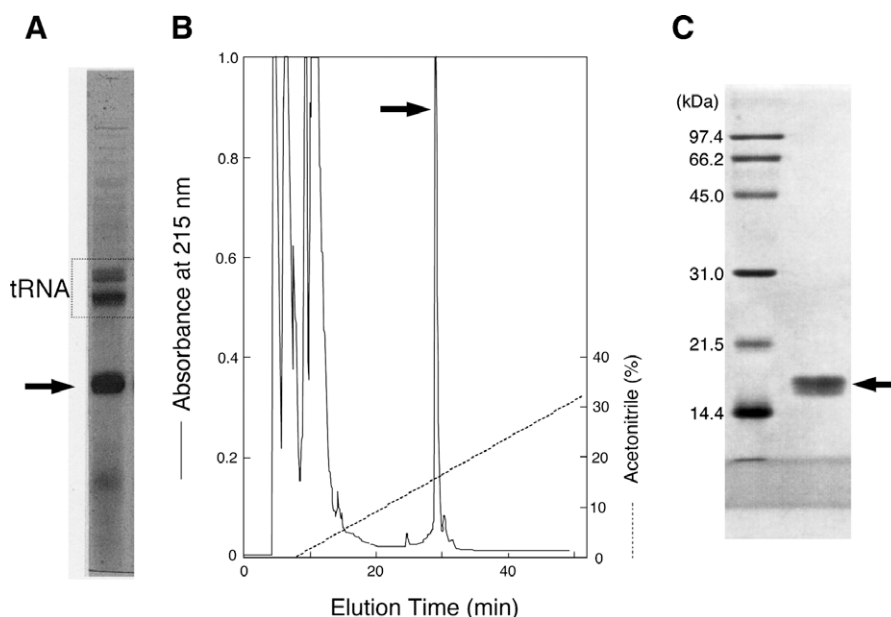 A
tRNA
B
Absorbance at 215 nm
1.0
0.8
0.6
0.4
0.2
0
0
20
40
Elution Time (min)
40
30
20
10
0
Acetonitrile (%)
C
(kDa)
97.4
66.2
45.0
31.0
21.5
14.4